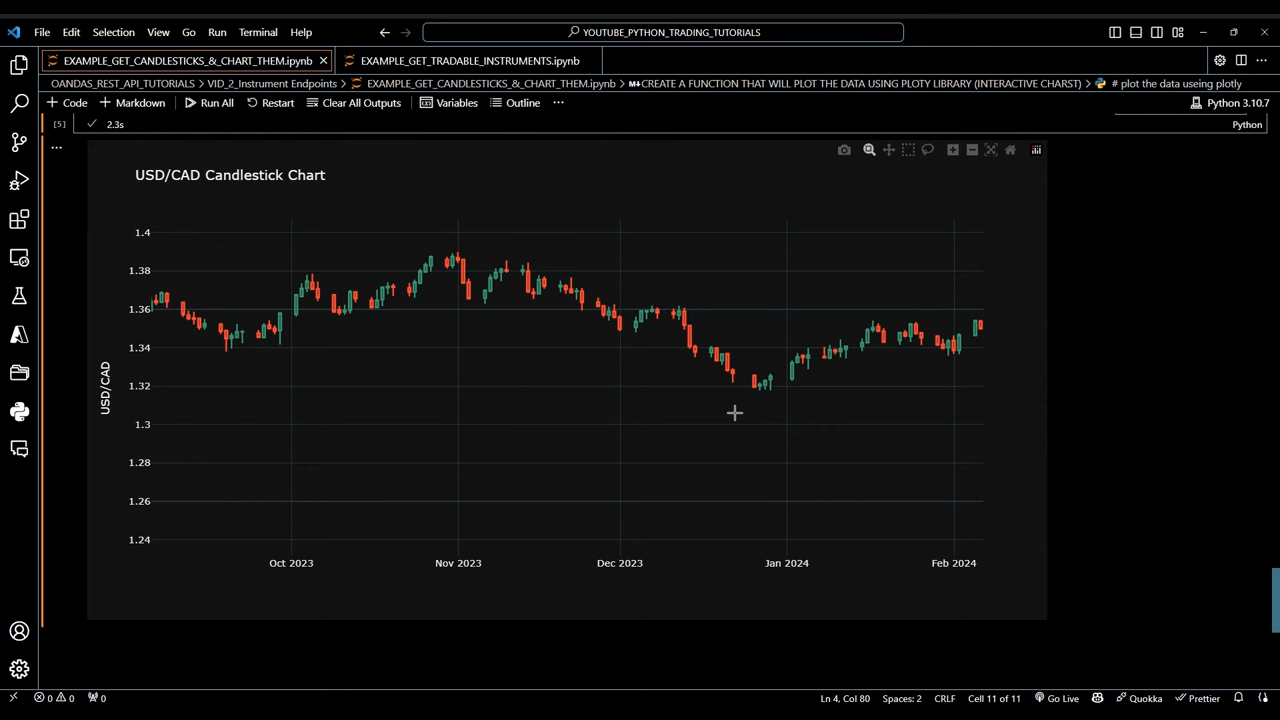 File Edit Selection View Go Run Terminal Help
YOUTUBE_PYTHON_TRADING_TUTORIALS
EXAMPLE_GET_CANDLESTICKS_&_CHART_THEM.ipynb
EXAMPLE_GET_TRADABLE_INSTRUMENTS.ipynb
OANDAS_REST_API_TUTORIALS > VID_2_Instrument Endpoints > EXAMPLE_GET_CANDLESTICKS_&_CHART_THEM.ipynb > CREATE A FUNCTION THAT WILL PLOT THE DATA USING PLOTY LIBRARY (INTERACTIVE CHARST) > # plot the data useing plotly
+ Code + Markdown Run All Restart Clear All Outputs Variables Outline ... Python 3.10.7
[5] 2.3s Python
USD/CAD Candlestick Chart
1.4
1.38
1.36
1.34
1.32
1.3
1.28
1.26
1.24
USD/CAD
Oct 2023 Nov 2023 Dec 2023 Jan 2024 Feb 2024
0 0 0 Ln 4, Col 80 Spaces: 2 CRLF Cell 11 of 11 Go Live Quokka Prettier